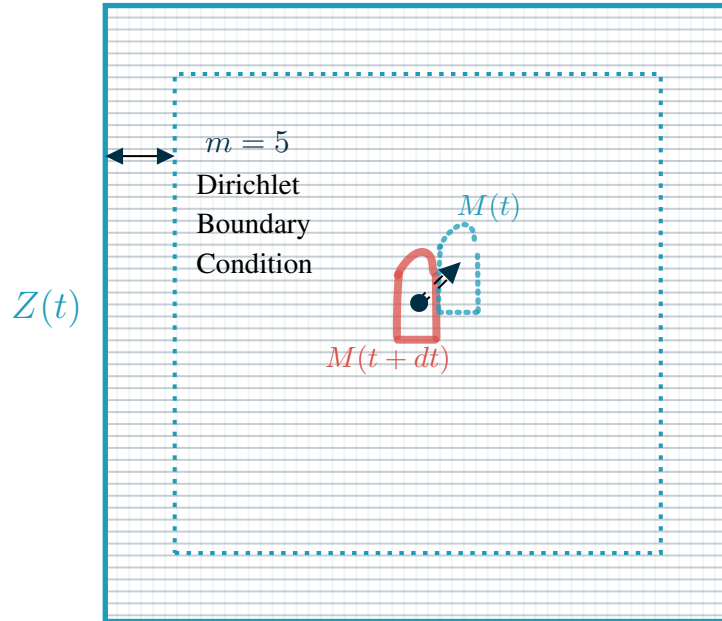 m = 5
Dirichlet
Boundary
Condition
M(t)
Z(t)
M(t + dt)